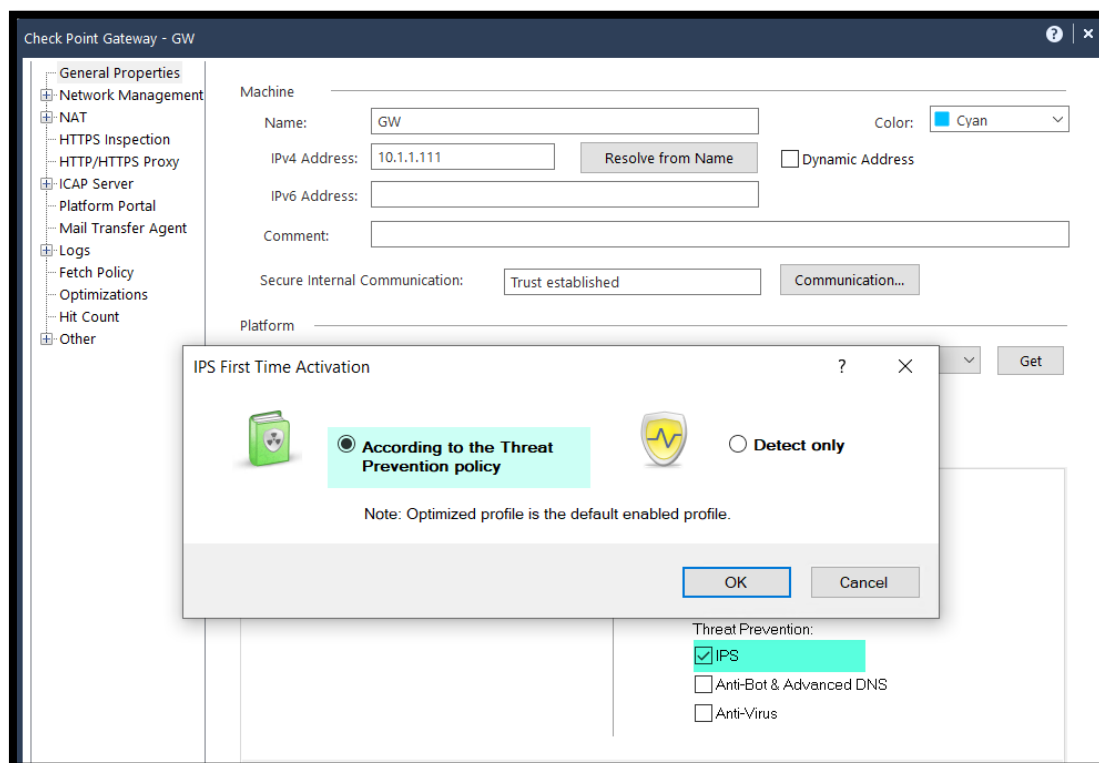 Check Point Gateway - GW
General Properties
Network Management
NAT
HTTPS Inspection
HTTP/HTTPS Proxy
ICAP Server
Platform Portal
Mail Transfer Agent
Logs
Fetch Policy
Optimizations
Hit Count
Other
Machine
Name:
GW
Color:
Cyan
IPv4 Address:
10.1.1.111
Resolve from Name
Dynamic Address
IPv6 Address:
Comment:
Secure Internal Communication:
Trust established
Communication...
Platform
Get
IPS First Time Activation
?
According to the Threat
Prevention policy
Detect only
Note: Optimized profile is the default enabled profile.
OK
Cancel
Threat Prevention:
IPS
Anti-Bot & Advanced DNS
Anti-Virus